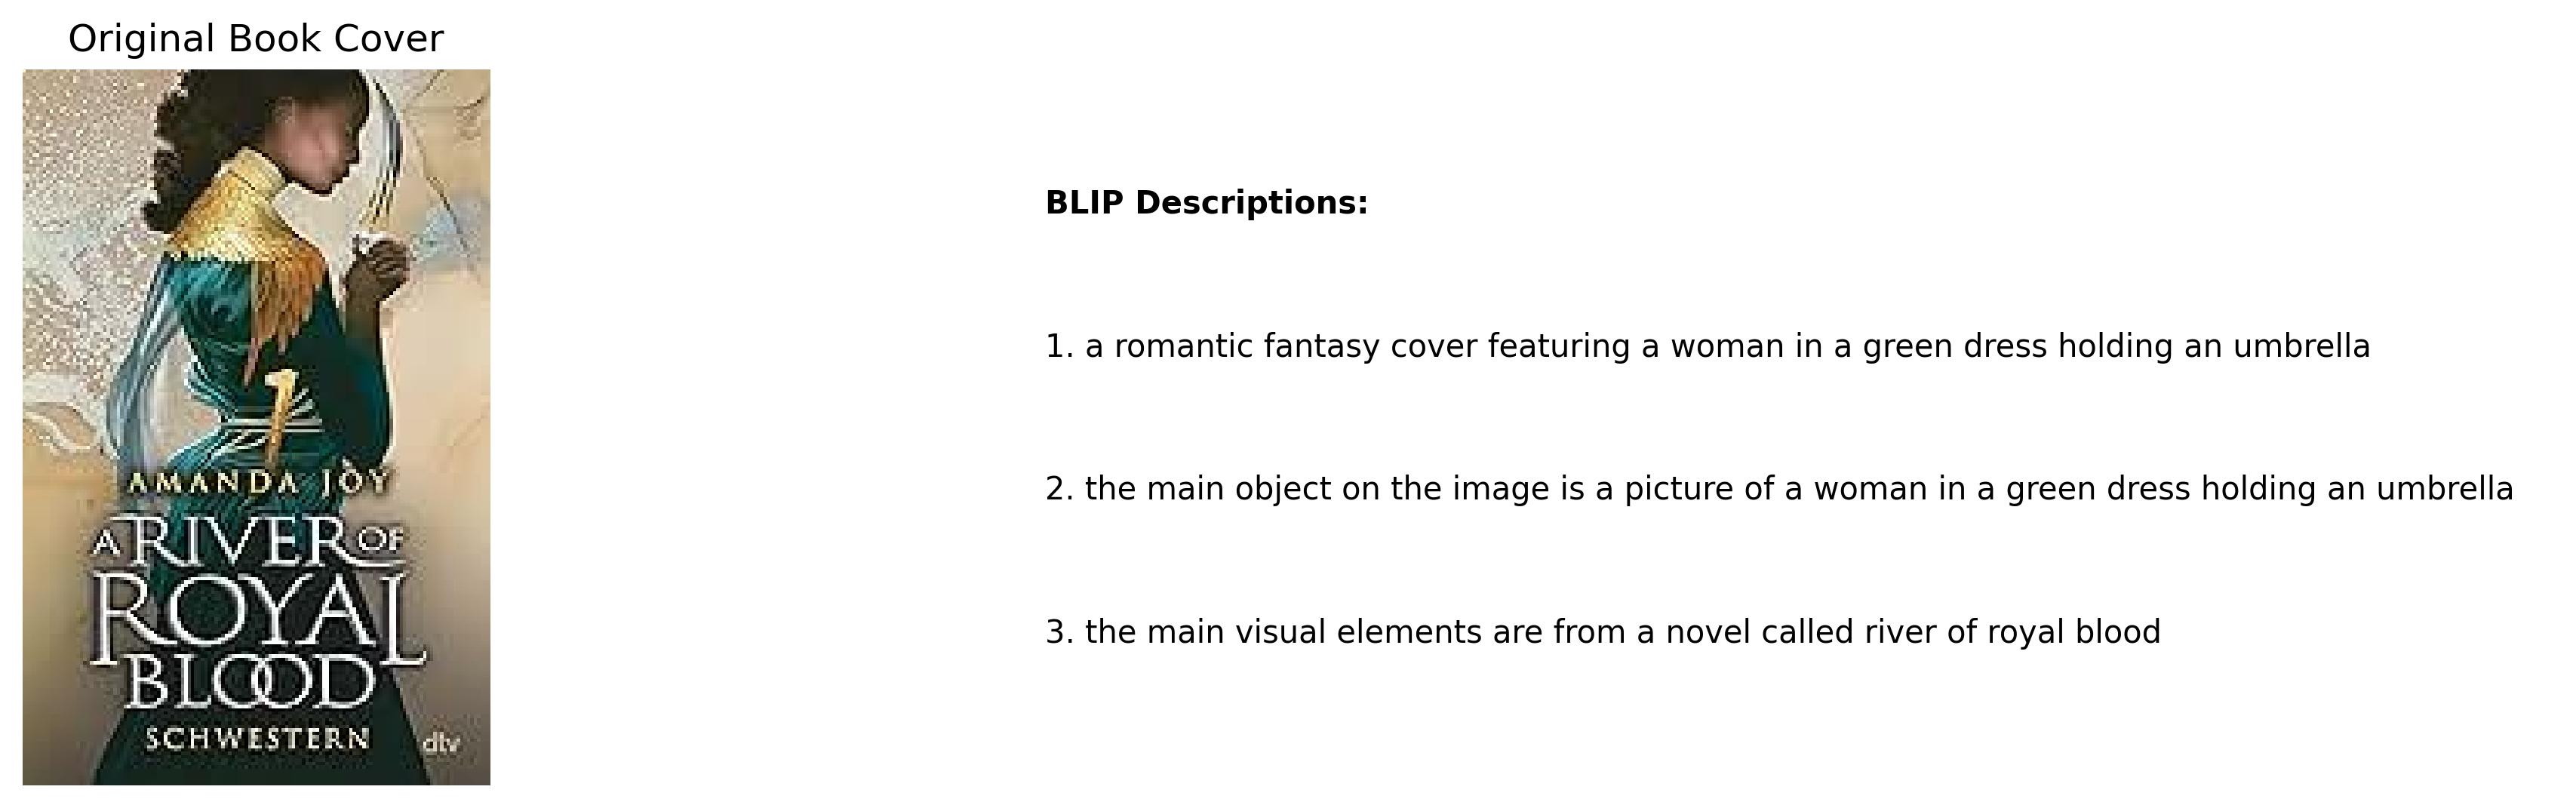 Original Book Cover
AMANDA JOY
A RIVER OF
ROYAL
BLOOD
SCHWESTERN
dtv
BLIP Descriptions:
1. a romantic fantasy cover featuring a woman in a green dress holding an umbrella
2. the main object on the image is a picture of a woman in a green dress holding an umbrella
3. the main visual elements are from a novel called river of royal blood